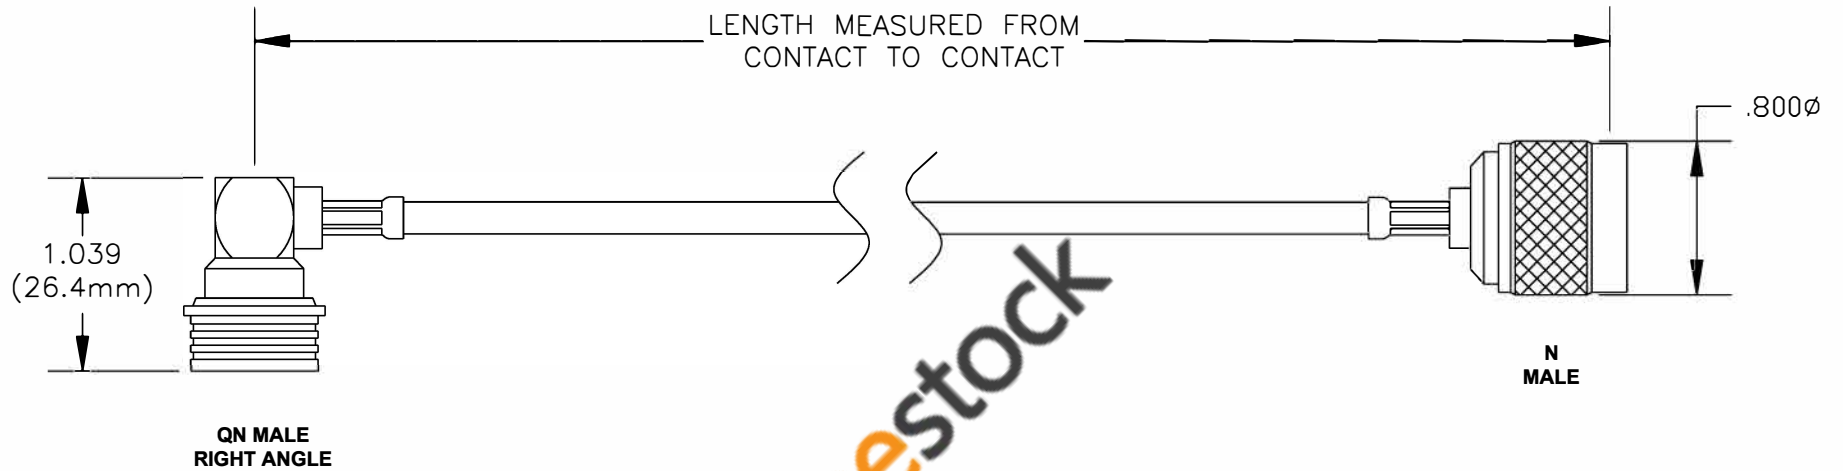 LENGTH MEASURED FROM
CONTACT TO CONTACT
.800ø
1.039
(26.4mm)
estock
N
MALE
QN MALE
RIGHT ANGLE